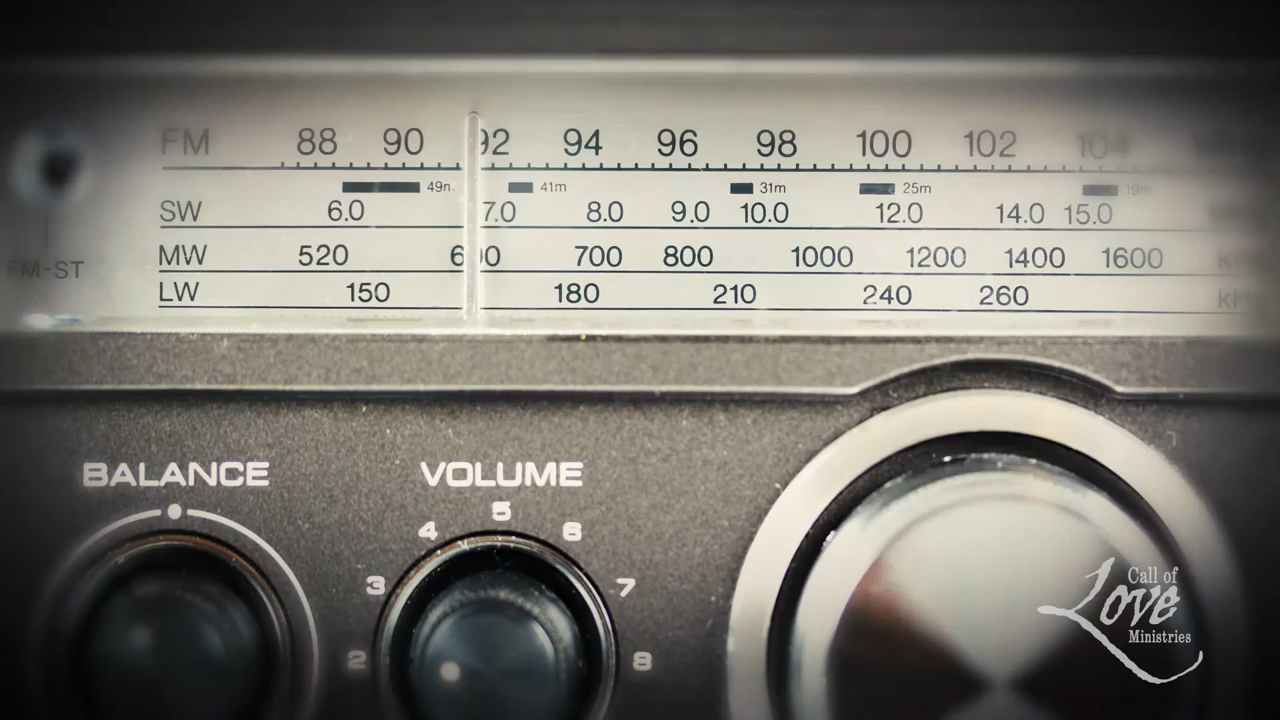 FM 88 90 92 94 96 98 100 102 104
49m 41m 31m 25m 19m
SW 6.0 7.0 8.0 9.0 10.0 12.0 14.0 15.0
MW 520 600 700 800 1000 1200 1400 1600
FM-ST
LW 150 180 210 240 260
BALANCE VOLUME
5
4 6
3 7
2 8
Call of
Love
Ministries